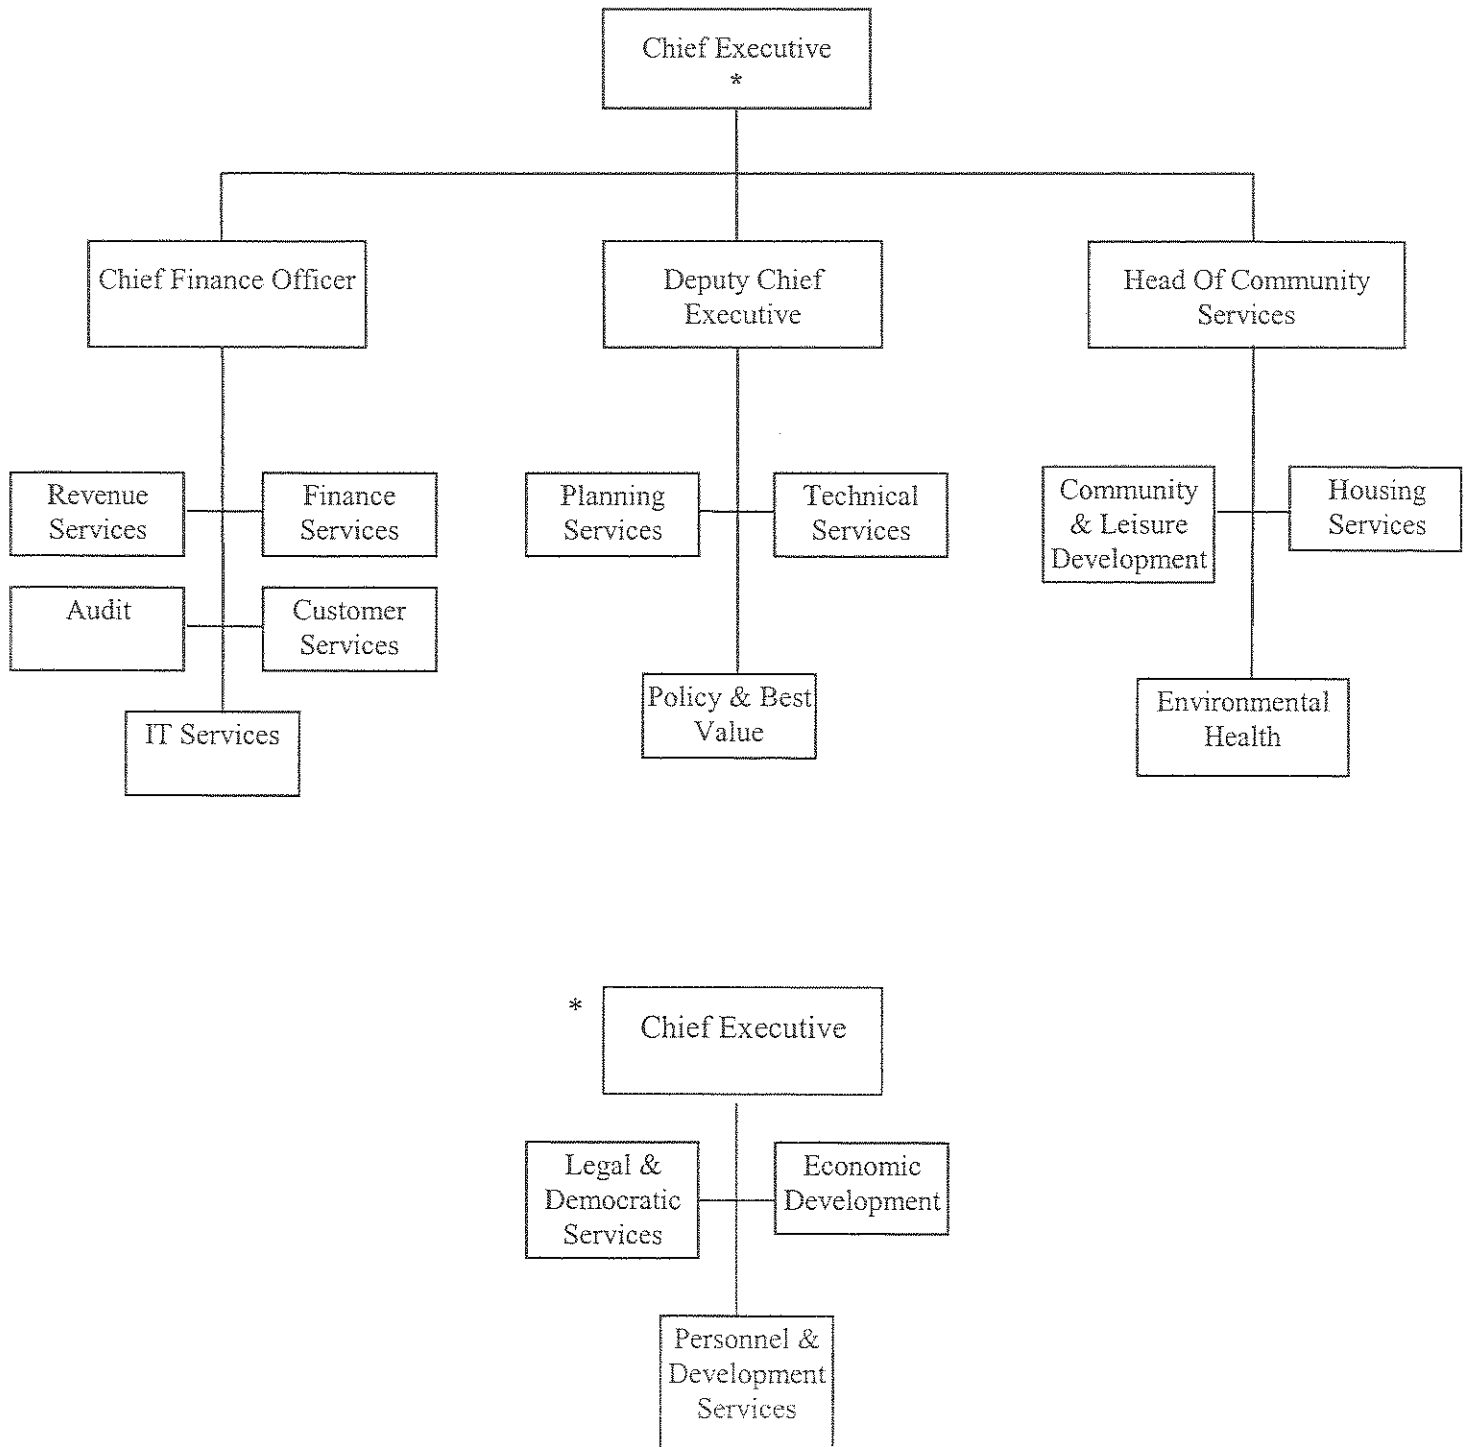 Chief Executive
*
Chief Finance Officer
Deputy Chief
Executive
Head Of Community
Services
Revenue
Services
Finance
Services
Planning
Services
Technical
Services
Community
& Leisure
Development
Housing
Services
Audit
Customer
Services
IT Services
Policy & Best
Value
Environmental
Health
*
Chief Executive
Legal &
Democratic
Services
Economic
Development
Personnel &
Development
Services